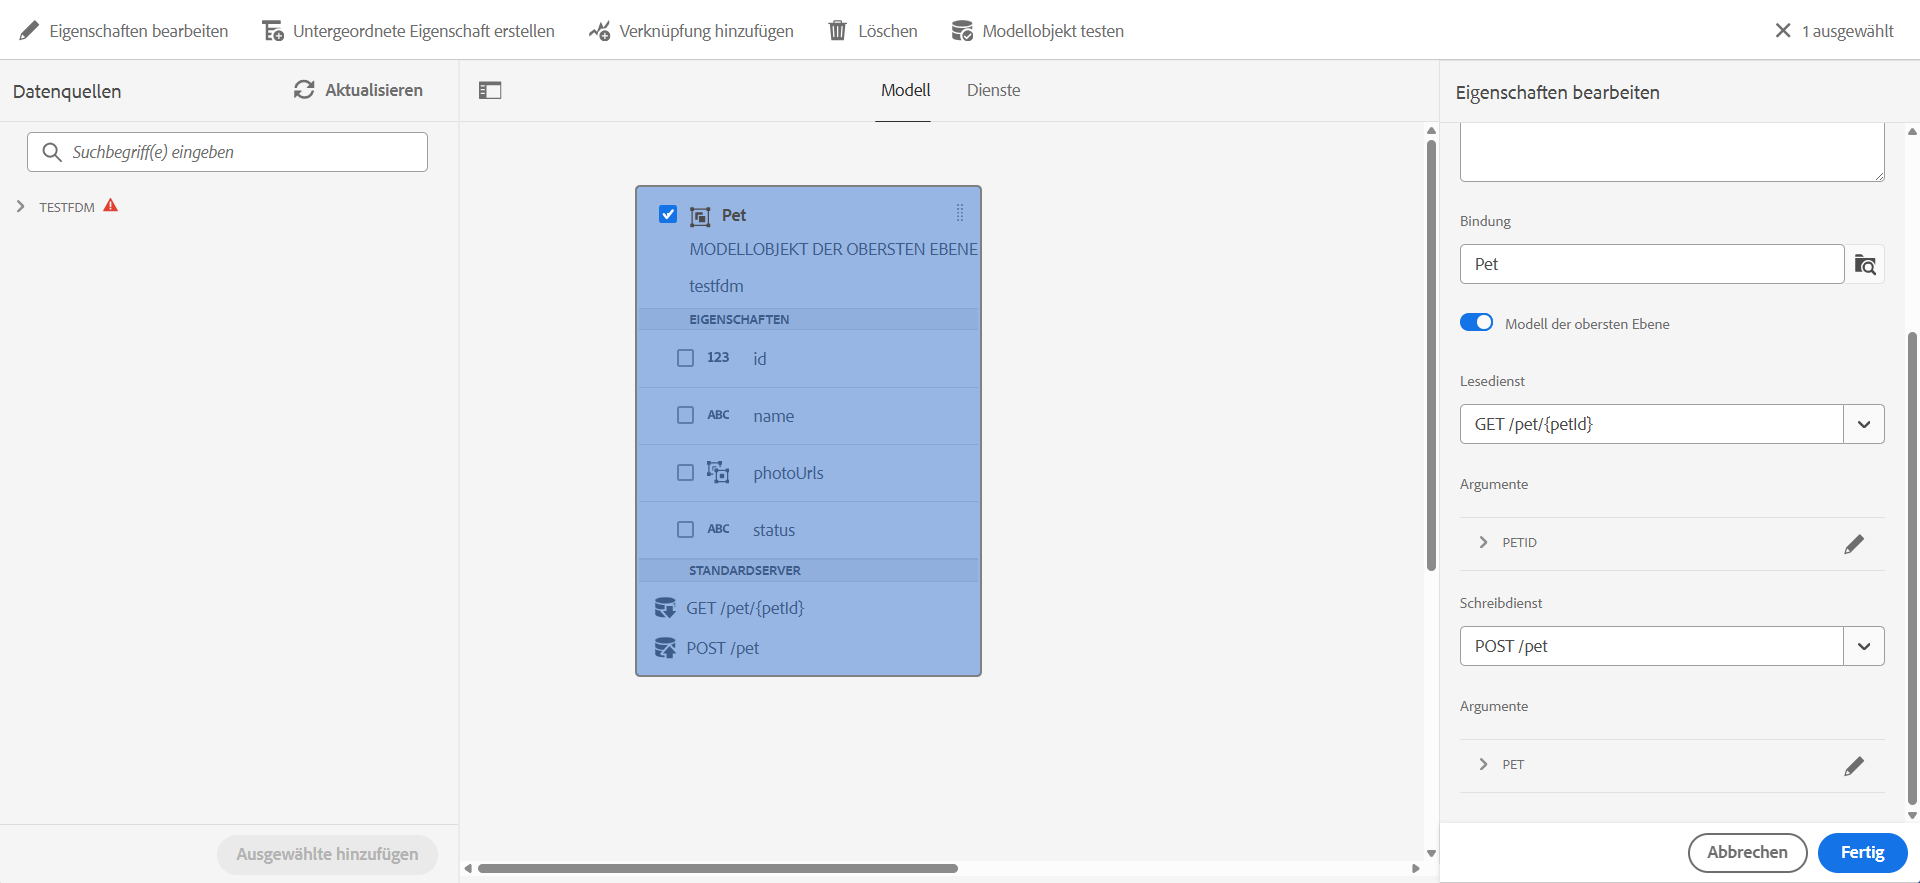 Eigenschaften bearbeiten
Untergeordnete Eigenschaft erstellen
Verknüpfung hinzufügen
Löschen
Modellobjekt testen
1 ausgewählt
Datenquellen
Aktualisieren
Suchbegriff(e) eingeben
TESTFDM
Ausgewählte hinzufügen
Modell
Dienste
Pet
MODELLOBJEKT DER OBERSTEN EBENE
testfdm
EIGENSCHAFTEN
123 id
ABC name
photoUrls
ABC status
STANDARDSERVER
GET /pet/{petId}
POST /pet
Eigenschaften bearbeiten
Bindung
Pet
Modell der obersten Ebene
Lesedienst
GET /pet/{petId}
Argumente
PETID
Schreibdienst
POST /pet
Argumente
PET
Abbrechen
Fertig